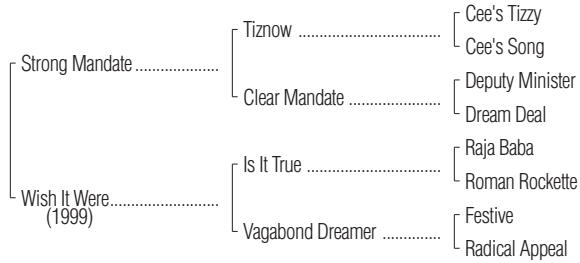 Cee's Tizzy
Tiznow ........................................
Cee's Song
Strong Mandate .....................
Deputy Minister
Clear Mandate ........................
Dream Deal
Raja Baba
Is It True ...................................
Roman Rockette
Wish It Were...........................
(1999)
Festive
Vagabond Dreamer ................
Radical Appeal